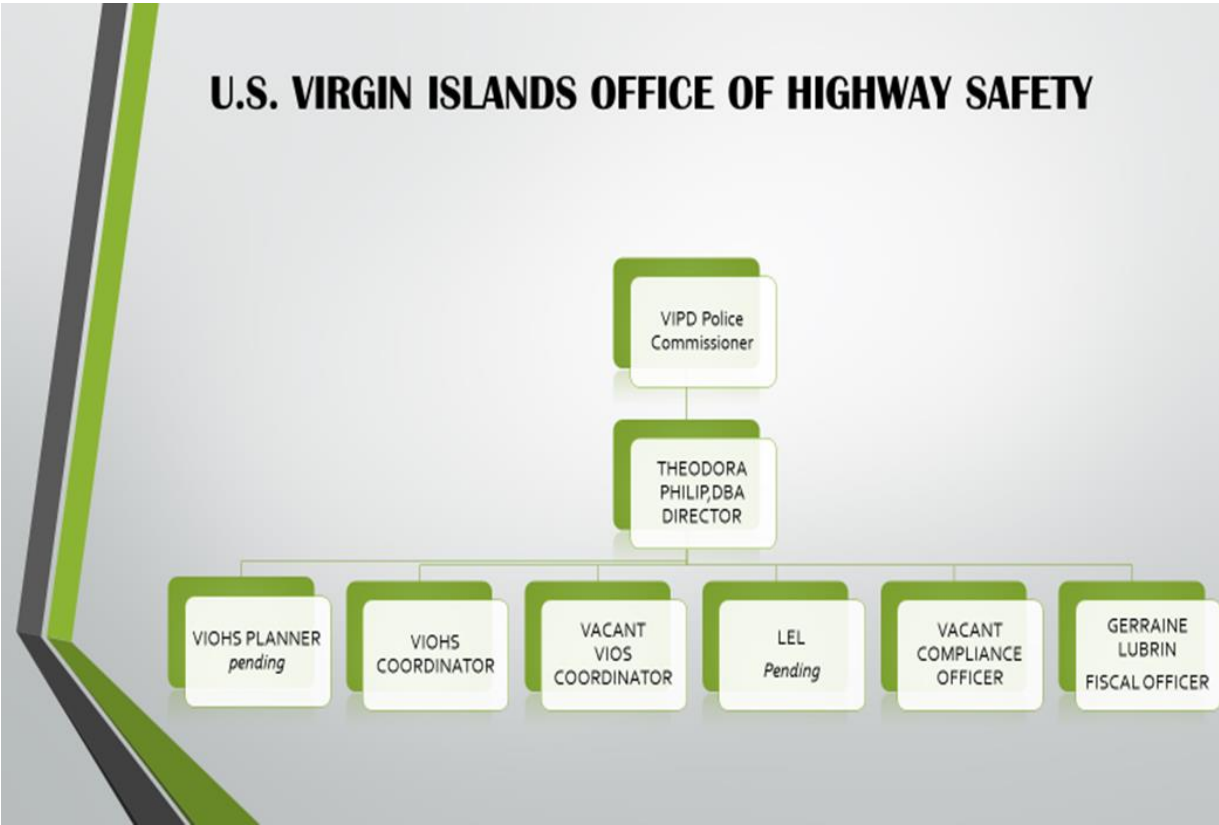 U.S. VIRGIN ISLANDS OFFICE OF HIGHWAY SAFETY
VIPD Police
Commissioner
THEODORA
PHILIP,DBA
DIRECTOR
VIOHS PLANNER
pending
VIOHS
COORDINATOR
VACANT
VIOS
COORDINATOR
LEL
Pending
VACANT
COMPLIANCE
OFFICER
GERRAINE
LUBRIN
FISCAL OFFICER